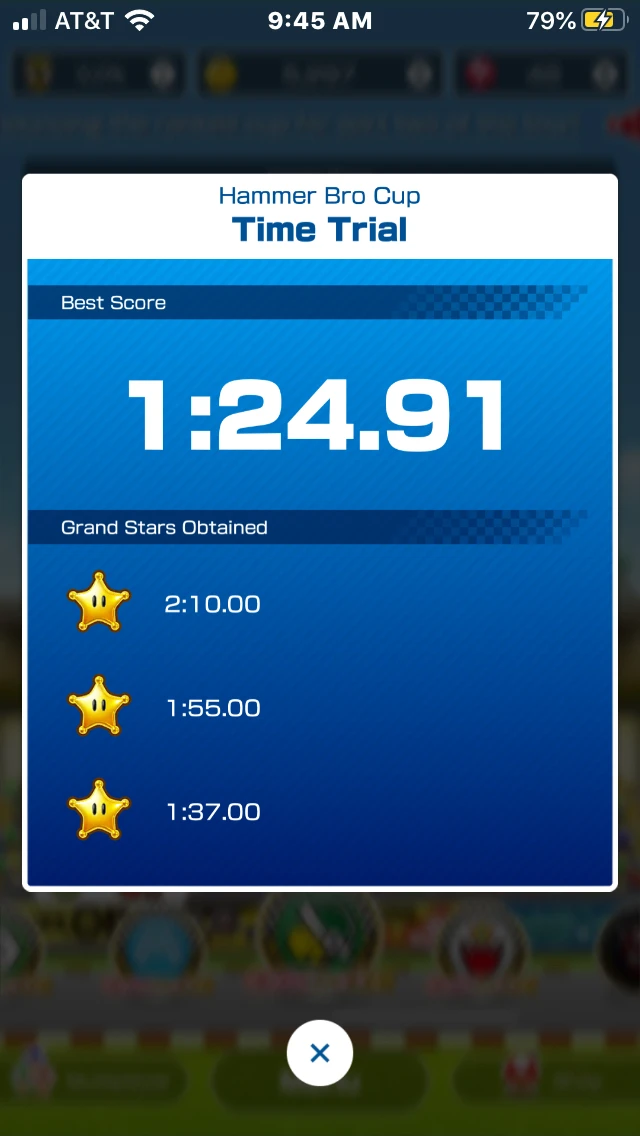 AT&T 9:45 AM 79%
Hammer Bro Cup
Time Trial
Best Score
1:24.91
Grand Stars Obtained
2:10.00
1:55.00
1:37.00